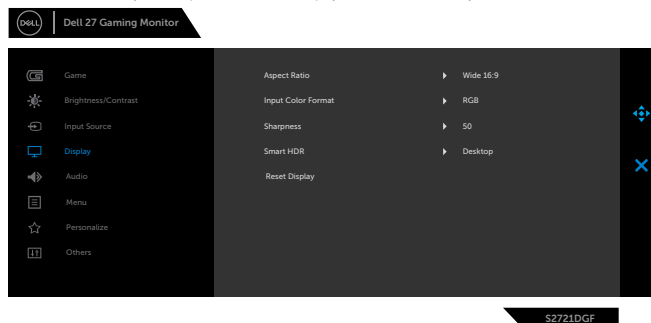 DELL
Dell 27 Gaming Monitor
Game
Aspect Ratio Wide 16:9
Brightness/Contrast
Input Color Format RGB
Input Source
Sharpness 50
Display
Smart HDR Desktop
Audio
Reset Display
Menu
Personalize
Others
S2721DGF